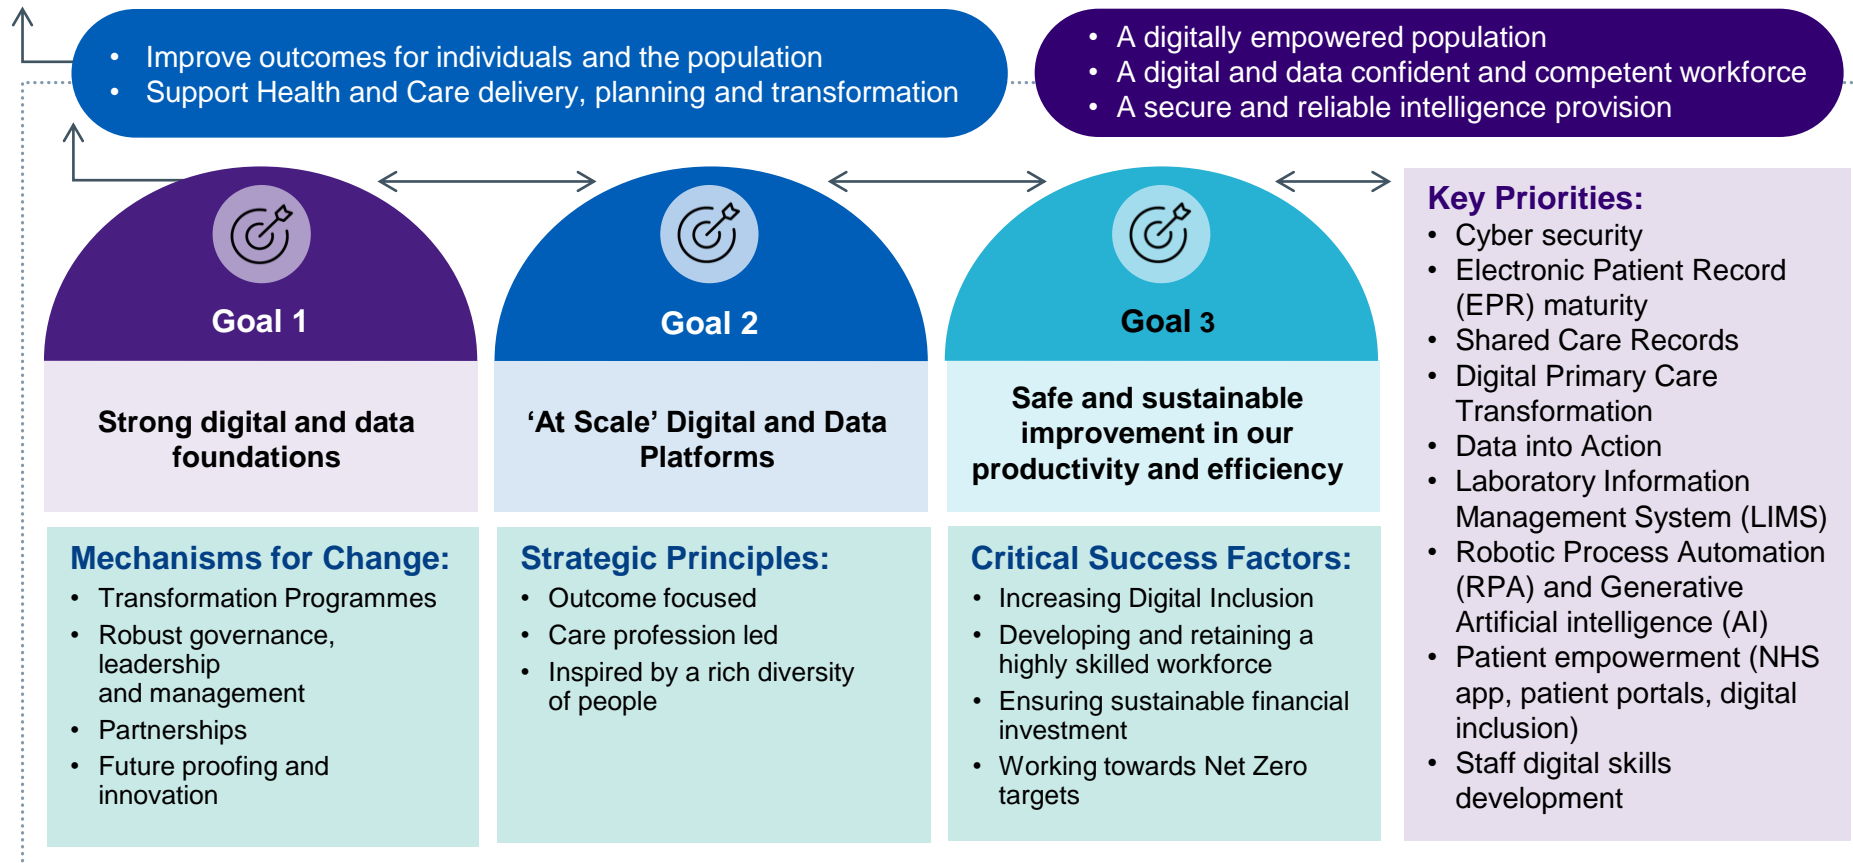 • Improve outcomes for individuals and the population
• Support Health and Care delivery, planning and transformation
• A digitally empowered population
• A digital and data confident and competent workforce
• A secure and reliable intelligence provision
Goal 1
Strong digital and data
foundations
Goal 2
‘At Scale’ Digital and Data
Platforms
Goal 3
Safe and sustainable
improvement in our
productivity and efficiency
Mechanisms for Change:
• Transformation Programmes
• Robust governance,
leadership
and management
• Partnerships
• Future proofing and
innovation
Strategic Principles:
• Outcome focused
• Care profession led
• Inspired by a rich diversity
of people
Critical Success Factors:
• Increasing Digital Inclusion
• Developing and retaining a
highly skilled workforce
• Ensuring sustainable financial
investment
• Working towards Net Zero
targets
Key Priorities:
• Cyber security
• Electronic Patient Record
(EPR) maturity
• Shared Care Records
• Digital Primary Care
Transformation
• Data into Action
• Laboratory Information
Management System (LIMS)
• Robotic Process Automation
(RPA) and Generative
Artificial intelligence (AI)
• Patient empowerment (NHS
app, patient portals, digital
inclusion)
• Staff digital skills
development